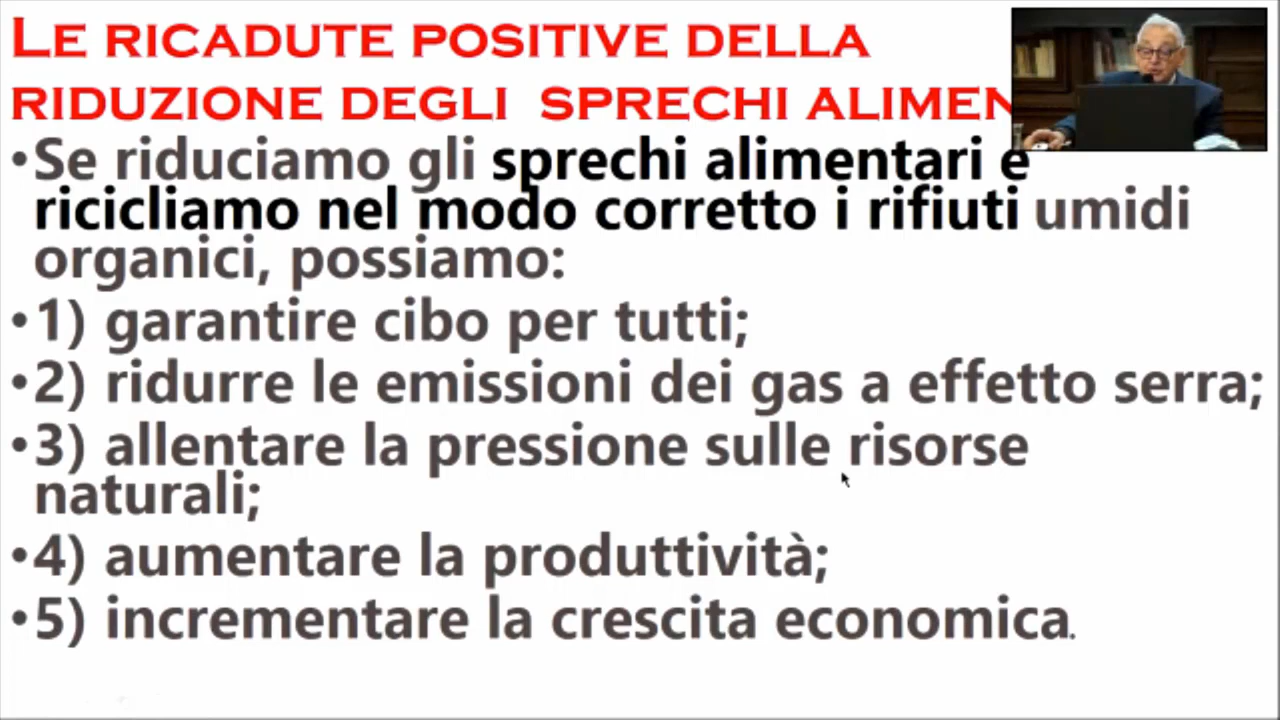 LE RICADUTE POSITIVE DELLA
RIDUZIONE DEGLI SPRECHI ALIMEN
•Se riduciamo gli sprechi alimentari e
ricicliamo nel modo corretto i rifiuti umidi
organici, possiamo:
•1) garantire cibo per tutti;
•2) ridurre le emissioni dei gas a effetto serra;
•3) allentare la pressione sulle risorse
naturali;
•4) aumentare la produttività;
•5) incrementare la crescita economica.